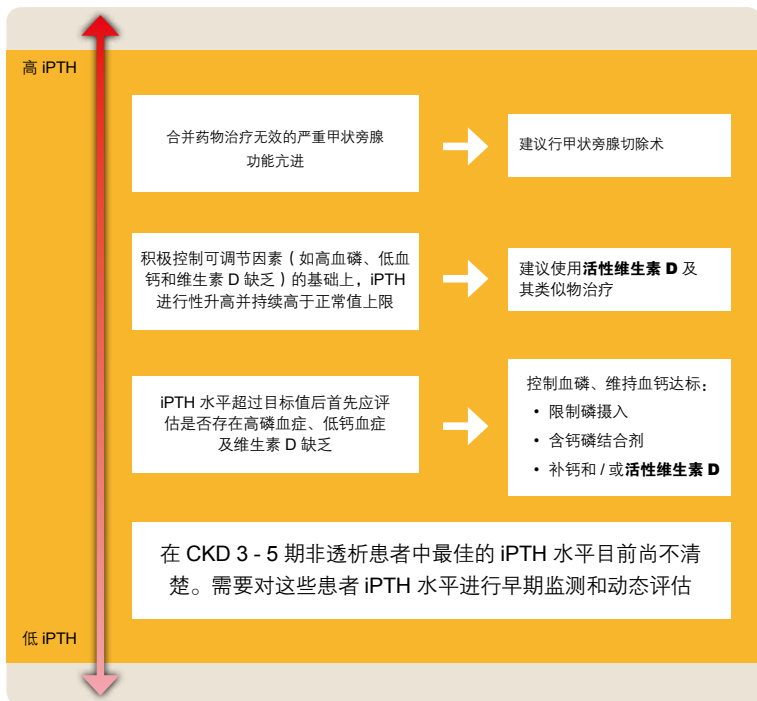 高 iPTH
合并药物治疗无效的严重甲状旁腺
功能亢进
建议行甲状旁腺切除术
积极控制可调节因素（如高血磷、低血
钙和维生素 D 缺乏）的基础上，iPTH
进行性升高并持续高于正常值上限
建议使用活性维生素 D 及
其类似物治疗
iPTH 水平超过目标值后首先应评
估是否存在高磷血症、低钙血症
及维生素 D 缺乏
控制血磷、维持血钙达标：
• 限制磷摄入
• 含钙磷结合剂
• 补钙和 / 或活性维生素 D
在 CKD 3 - 5 期非透析患者中最佳的 iPTH 水平目前尚不清
楚。需要对这些患者 iPTH 水平进行早期监测和动态评估
低 iPTH